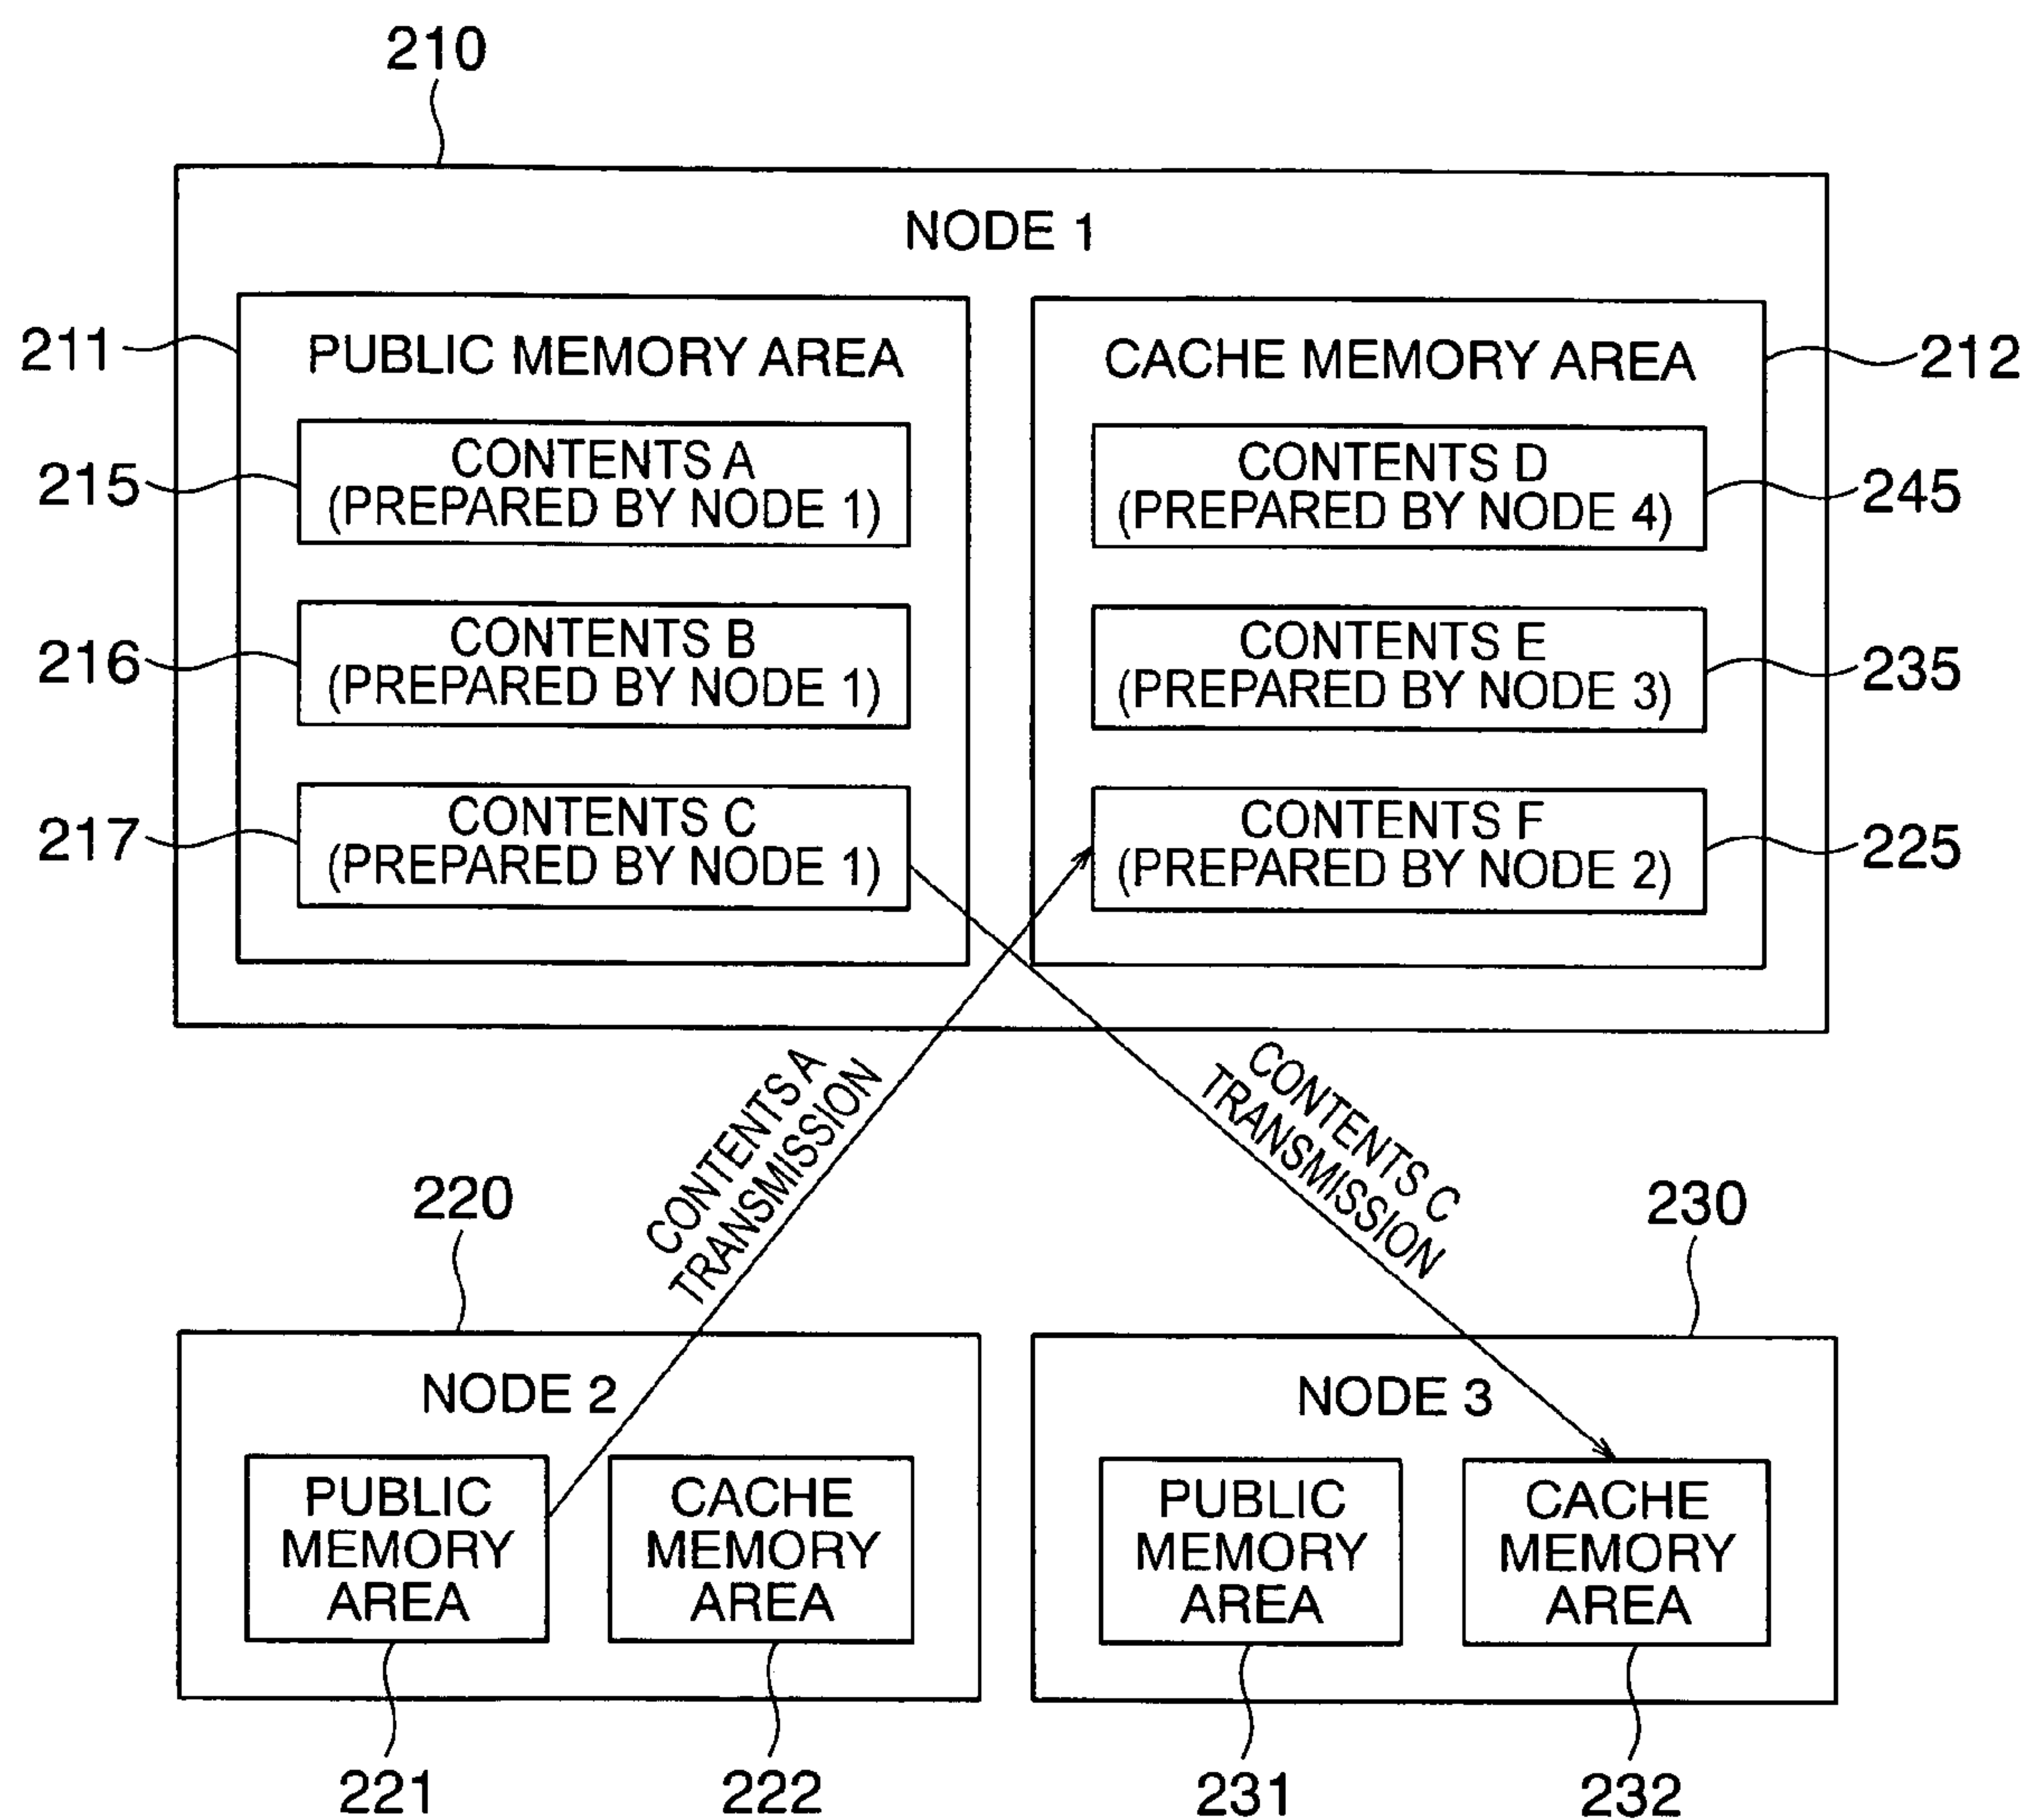 210
NODE 1
211
PUBLIC MEMORY AREA
CACHE MEMORY AREA
212
215
CONTENTS A
(PREPARED BY NODE 1)
CONTENTS D
(PREPARED BY NODE 4)
245
216
CONTENTS B
(PREPARED BY NODE 1)
CONTENTS E
(PREPARED BY NODE 3)
235
217
CONTENTS C
(PREPARED BY NODE 1)
CONTENTS F
(PREPARED BY NODE 2)
225
CONTENTS A
TRANSMISSION
CONTENTS C
TRANSMISSION
220
230
NODE 2
PUBLIC
MEMORY
AREA
CACHE
MEMORY
AREA
NODE 3
PUBLIC
MEMORY
AREA
CACHE
MEMORY
AREA
221
222
231
232